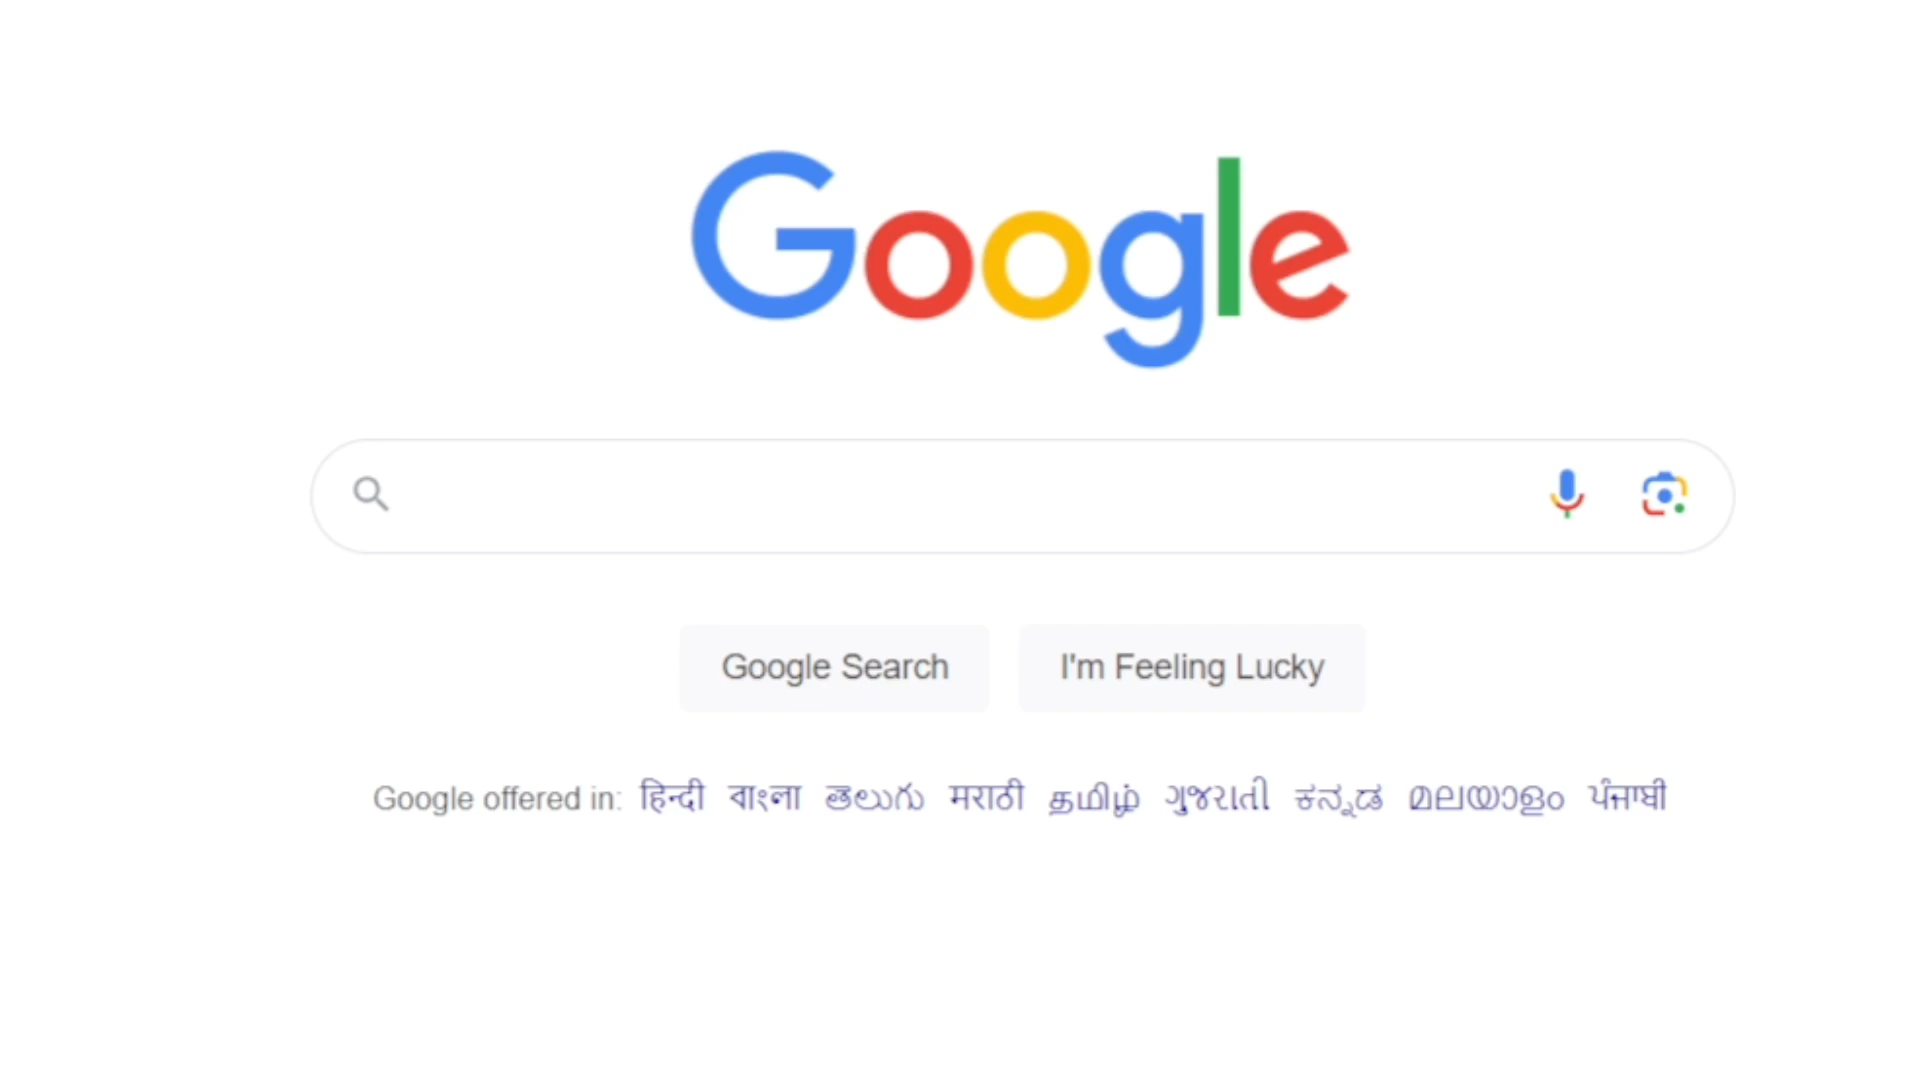 Google
Google Search I'm Feeling Lucky
Google offered in: हिन्दी বাংলা తెలుగు मराठी தமிழ் ગુજરાતી ಕನ್ನಡ മലയാളം ਪੰਜਾਬੀ